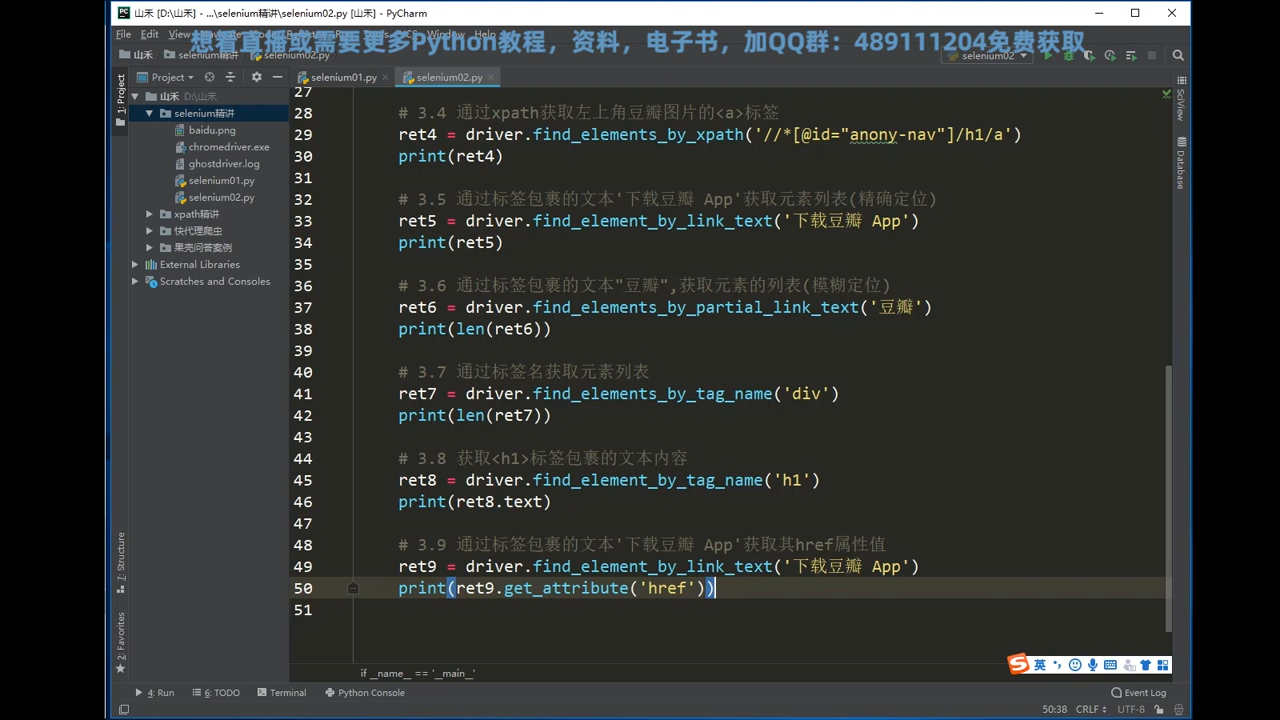 山禾 [D:\山禾] - ...\selenium精讲\selenium02.py [山禾] - PyCharm
File Edit View
Help
想看直播或需要更多Python教程，资料，电子书，加QQ群：489111204免费获取
山禾 selenium精讲 selenium02.py
selenium02
Project
selenium01.py
selenium02.py
1: Project
山禾 D:\山禾
selenium精讲
baidu.png
chromedriver.exe
ghostdriver.log
selenium01.py
selenium02.py
xpath精讲
快代理爬虫
果壳问答案例
External Libraries
Scratches and Consoles
27
28 # 3.4 通过xpath获取左上角豆瓣图片的<a>标签
29 ret4 = driver.find_elements_by_xpath('//*[@id="anony-nav"]/h1/a')
30 print(ret4)
31
32 # 3.5 通过标签包裹的文本'下载豆瓣 App'获取元素列表(精确定位)
33 ret5 = driver.find_element_by_link_text('下载豆瓣 App')
34 print(ret5)
35
36 # 3.6 通过标签包裹的文本"豆瓣",获取元素的列表(模糊定位)
37 ret6 = driver.find_elements_by_partial_link_text('豆瓣')
38 print(len(ret6))
39
40 # 3.7 通过标签名获取元素列表
41 ret7 = driver.find_elements_by_tag_name('div')
42 print(len(ret7))
43
44 # 3.8 获取<h1>标签包裹的文本内容
45 ret8 = driver.find_element_by_tag_name('h1')
46 print(ret8.text)
47
48 # 3.9 通过标签包裹的文本'下载豆瓣 App'获取其href属性值
49 ret9 = driver.find_element_by_link_text('下载豆瓣 App')
50 print(ret9.get_attribute('href'))
51
SciView
Database
7: Structure
2: Favorites
if __name__ == '__main__'
英
4: Run
6: TODO
Terminal
Python Console
Event Log
50:38 CRLF UTF-8